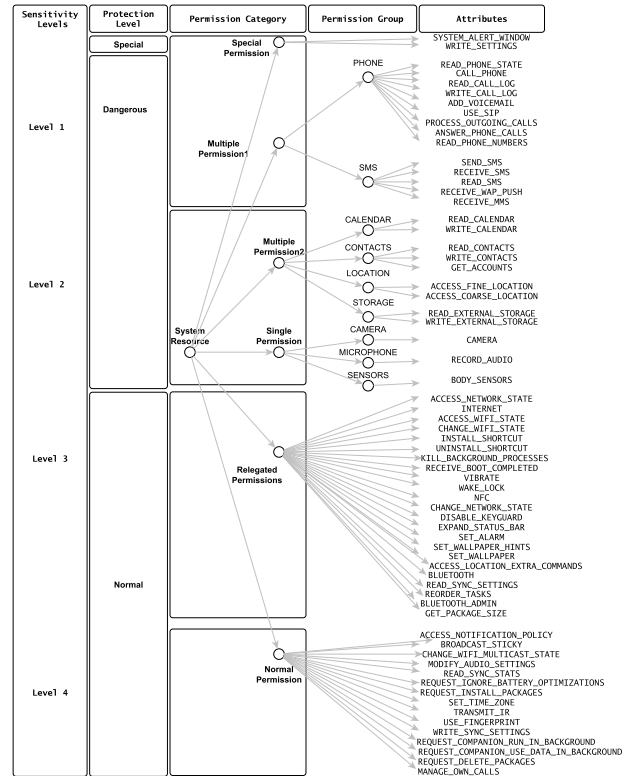 Sensitivity Levels
Protection Level
Permission Category
Permission Group
Attributes
Special
Special Permission
SYSTEM_ALERT_WINDOW
WRITE_SETTINGS
Dangerous
Level 1
Multiple Permission1
PHONE
READ_PHONE_STATE
CALL_PHONE
READ_CALL_LOG
WRITE_CALL_LOG
ADD_VOICEMAIL
USE_SIP
PROCESS_OUTGOING_CALLS
ANSWER_PHONE_CALLS
READ_PHONE_NUMBERS
SMS
SEND_SMS
RECEIVE_SMS
READ_SMS
RECEIVE_WAP_PUSH
RECEIVE_MMS
Level 2
Multiple Permission2
CALENDAR
READ_CALENDAR
WRITE_CALENDAR
CONTACTS
READ_CONTACTS
WRITE_CONTACTS
GET_ACCOUNTS
LOCATION
ACCESS_FINE_LOCATION
ACCESS_COARSE_LOCATION
STORAGE
READ_EXTERNAL_STORAGE
WRITE_EXTERNAL_STORAGE
System Resource
Single Permission
CAMERA
CAMERA
MICROPHONE
RECORD_AUDIO
SENSORS
BODY_SENSORS
Level 3
Normal
Relegated Permissions
ACCESS_NETWORK_STATE
INTERNET
ACCESS_WIFI_STATE
CHANGE_WIFI_STATE
INSTALL_SHORTCUT
UNINSTALL_SHORTCUT
KILL_BACKGROUND_PROCESSES
RECEIVE_BOOT_COMPLETED
VIBRATE
WAKE_LOCK
NFC
CHANGE_NETWORK_STATE
DISABLE_KEYGUARD
EXPAND_STATUS_BAR
SET_ALARM
SET_WALLPAPER_HINTS
SET_WALLPAPER
ACCESS_LOCATION_EXTRA_COMMANDS
BLUETOOTH
READ_SYNC_SETTINGS
REORDER_TASKS
BLUETOOTH_ADMIN
GET_PACKAGE_SIZE
Level 4
Normal Permission
ACCESS_NOTIFICATION_POLICY
BROADCAST_STICKY
CHANGE_WIFI_MULTICAST_STATE
MODIFY_AUDIO_SETTINGS
READ_SYNC_STATS
REQUEST_IGNORE_BATTERY_OPTIMIZATIONS
REQUEST_INSTALL_PACKAGES
SET_TIME_ZONE
TRANSMIT_IR
USE_FINGERPRINT
WRITE_SYNC_SETTINGS
REQUEST_COMPANION_RUN_IN_BACKGROUND
REQUEST_COMPANION_USE_DATA_IN_BACKGROUND
REQUEST_DELETE_PACKAGES
MANAGE_OWN_CALLS